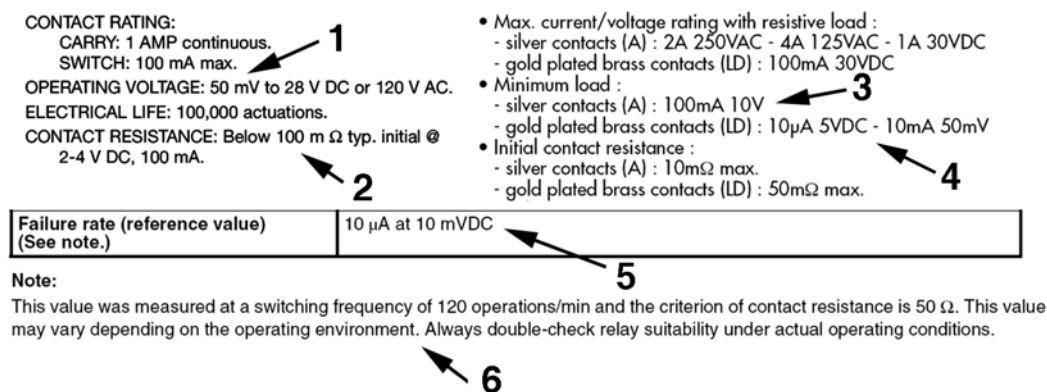 CONTACT RATING:
CARRY: 1 AMP continuous.
SWITCH: 100 mA max.
1
OPERATING VOLTAGE: 50 mV to 28 V DC or 120 V AC.
ELECTRICAL LIFE: 100,000 actuations.
CONTACT RESISTANCE: Below 100 m Ω typ. initial @
2-4 V DC, 100 mA.
2
• Max. current/voltage rating with resistive load :
- silver contacts (A) : 2A 250VAC - 4A 125VAC - 1A 30VDC
- gold plated brass contacts (LD) : 100mA 30VDC
• Minimum load :
- silver contacts (A) : 100mA 10V
3
- gold plated brass contacts (LD) : 10µA 5VDC - 10mA 50mV
• Initial contact resistance :
- silver contacts (A) : 10mΩ max.
4
- gold plated brass contacts (LD) : 50mΩ max.
Failure rate (reference value)
(See note.)
10 µA at 10 mVDC
5
Note:
This value was measured at a switching frequency of 120 operations/min and the criterion of contact resistance is 50 Ω. This value
may vary depending on the operating environment. Always double-check relay suitability under actual operating conditions.
6